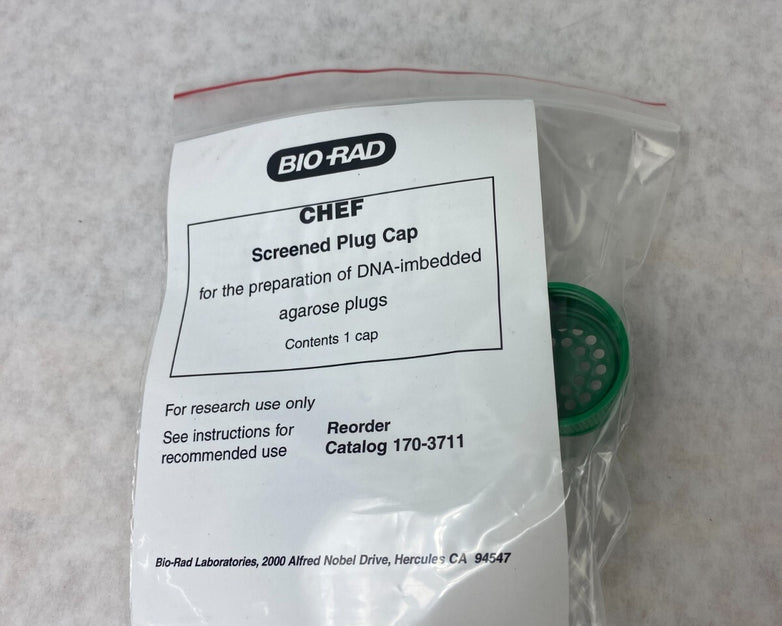 BIO-RAD
CHEF
Screened Plug Cap
for the preparation of DNA-imbedded
agarose plugs
Contents 1 cap
For research use only
See instructions for
recommended use
Reorder
Catalog 170-3711
Bio-Rad Laboratories, 2000 Alfred Nobel Drive, Hercules CA 94547